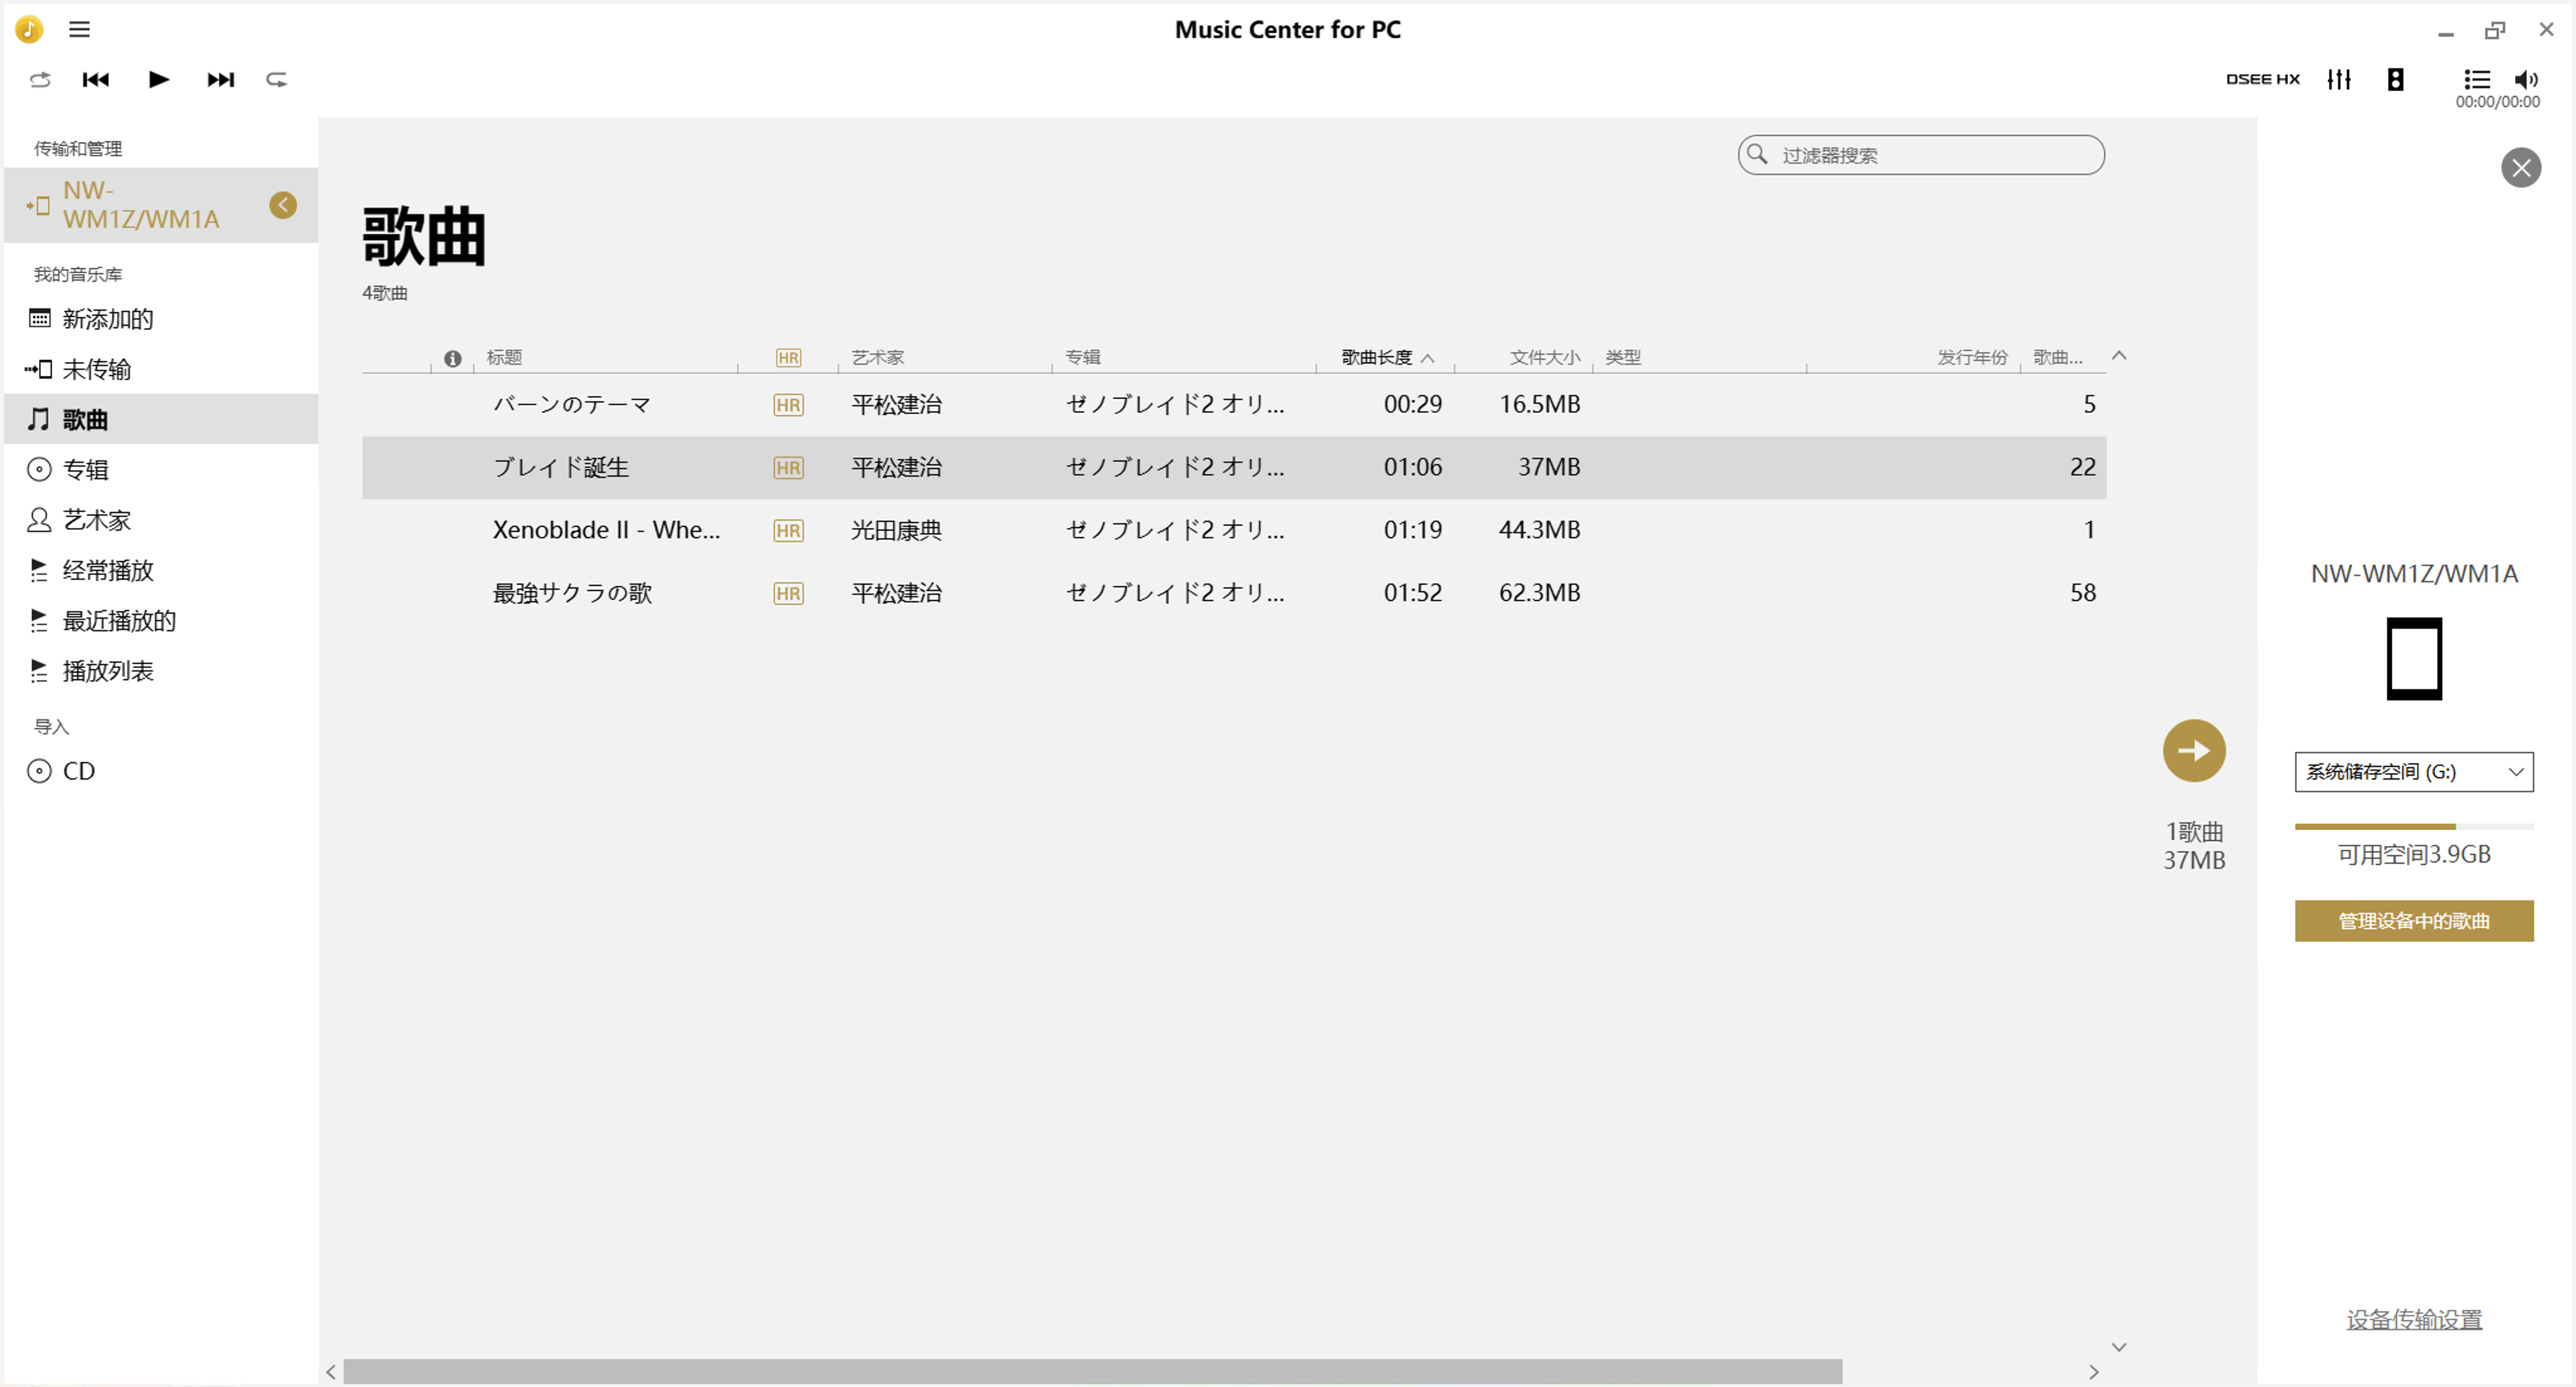 Music Center for PC
DSEE HX
00:00/00:00
传输和管理
NW-
WM1Z/WM1A
我的音乐库
新添加的
未传输
歌曲
专辑
艺术家
经常播放
最近播放的
播放列表
导入
CD
过滤器搜索
歌曲
4歌曲
标题 HR 艺术家 专辑 歌曲长度 文件大小 类型 发行年份 歌曲...
バーンのテーマ HR 平松建治 ゼノブレイド2 オリ... 00:29 16.5MB 5
ブレイド誕生 HR 平松建治 ゼノブレイド2 オリ... 01:06 37MB 22
Xenoblade II - Whe... HR 光田康典 ゼノブレイド2 オリ... 01:19 44.3MB 1
最強サクラの歌 HR 平松建治 ゼノブレイド2 オリ... 01:52 62.3MB 58
1歌曲
37MB
NW-WM1Z/WM1A
系统储存空间 (G:)
可用空间3.9GB
管理设备中的歌曲
设备传输设置